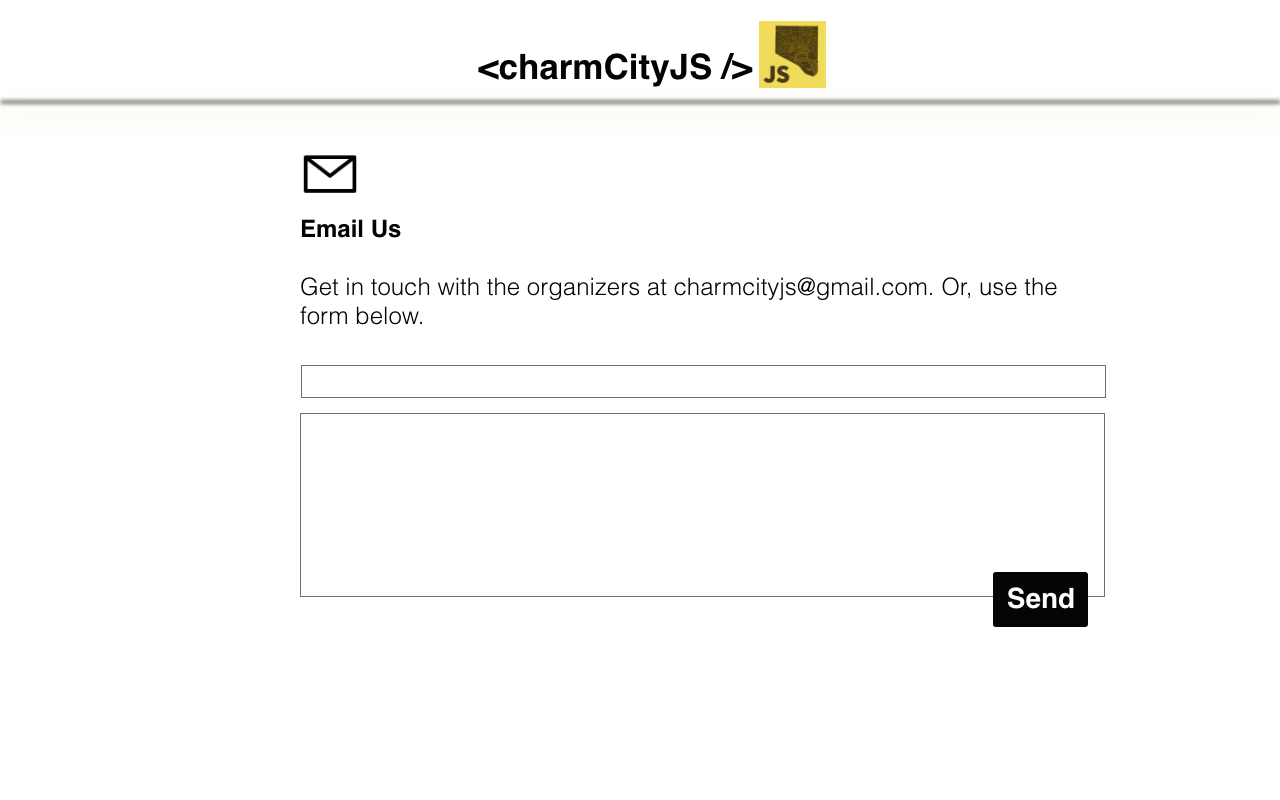 <charmCityJS />
JS
Email Us
Get in touch with the organizers at charmcityjs@gmail.com. Or, use the
form below.
Send